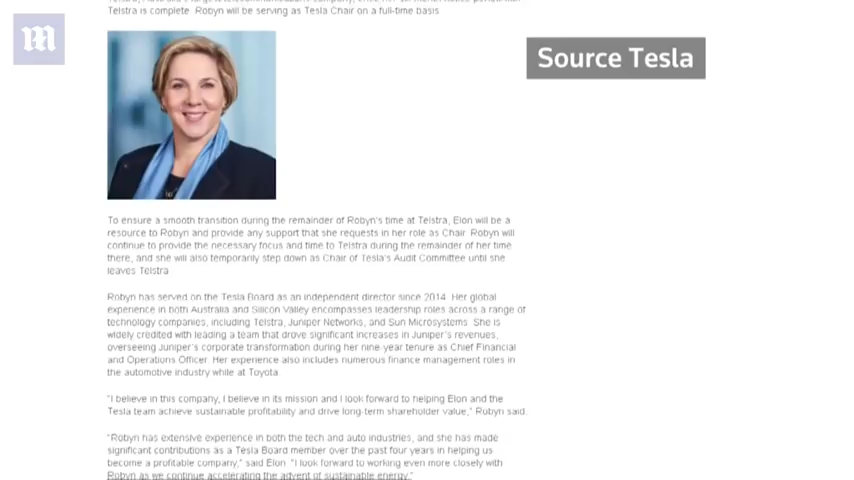 Telstra is complete. Robyn will be serving as Tesla Chair on a full-time basis
m
Source Tesla
To ensure a smooth transition during the remainder of Robyn's time at Telstra, Elon will be a
resource to Robyn and provide any support that she requests in her role as Chair. Robyn will
continue to provide the necessary focus and time to Telstra during the remainder of her time
there, and she will also temporarily step down as Chair of Tesla's Audit Committee until she
leaves Telstra
Robyn has served on the Tesla Board as an independent director since 2014. Her global
experience in both Australia and Silicon Valley encompasses leadership roles across a range of
technology companies, including Telstra, Juniper Networks, and Sun Microsystems. She is
widely credited with leading a team that drove significant increases in Juniper's revenues,
overseeing Juniper's corporate transformation during her nine-year tenure as Chief Financial
and Operations Officer. Her experience also includes numerous finance management roles in
the automotive industry while at Toyota.
"I believe in this company, I believe in its mission and I look forward to helping Elon and the
Tesla team achieve sustainable profitability and drive long-term shareholder value," Robyn said.
"Robyn has extensive experience in both the tech and auto industries, and she has made
significant contributions as a Tesla Board member over the past four years in helping us
become a profitable company," said Elon. "I look forward to working even more closely with
Robyn as we continue accelerating the advent of sustainable energy."